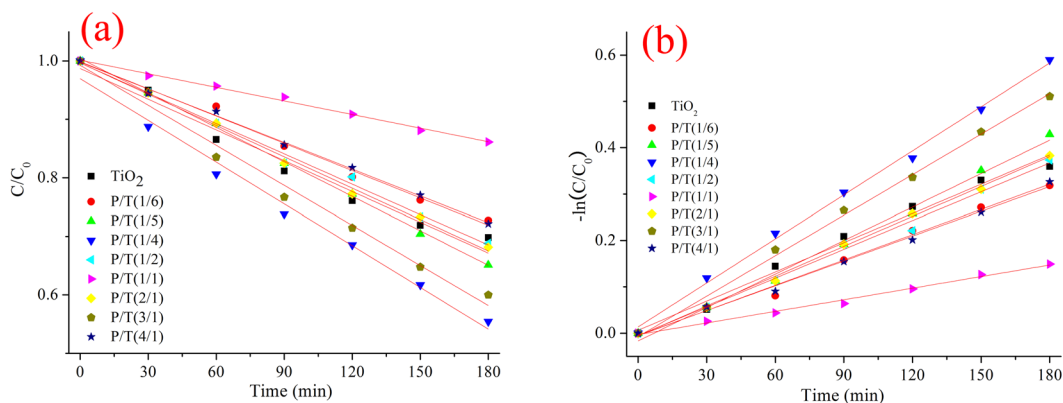 (a)
1.0
0.8
0.6
C/C₀
TiO₂
P/T(1/6)
P/T(1/5)
P/T(1/4)
P/T(1/2)
P/T(1/1)
P/T(2/1)
P/T(3/1)
P/T(4/1)
0 30 60 90 120 150 180
Time (min)
(b)
0.6
0.4
0.2
0.0
-ln(C/C₀)
TiO₂
P/T(1/6)
P/T(1/5)
P/T(1/4)
P/T(1/2)
P/T(1/1)
P/T(2/1)
P/T(3/1)
P/T(4/1)
0 30 60 90 120 150 180
Time (min)